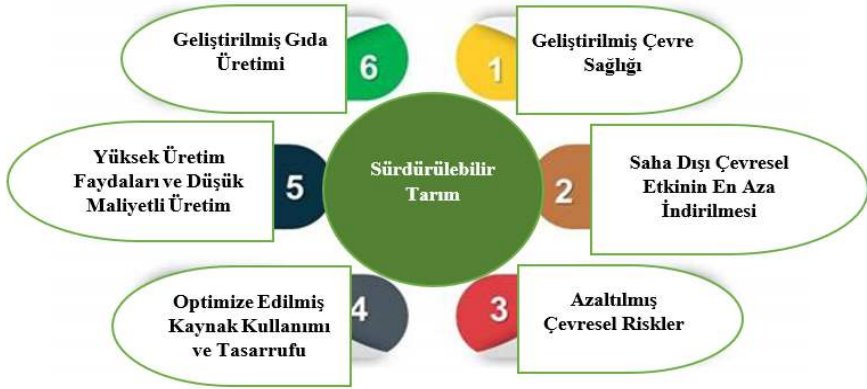 Geliştirilmiş Gıda
Üretimi
6
1
Geliştirilmiş Çevre
Sağlığı
Yüksek Üretim
Faydaları ve Düşük
Maliyetli Üretim
5
Sürdürülebilir
Tarım
2
Saha Dışı Çevresel
Etkinin En Aza
İndirilmesi
Optimize Edilmiş
Kaynak Kullanımı
ve Tasarrufu
4
3
Azaltılmış
Çevresel Riskler